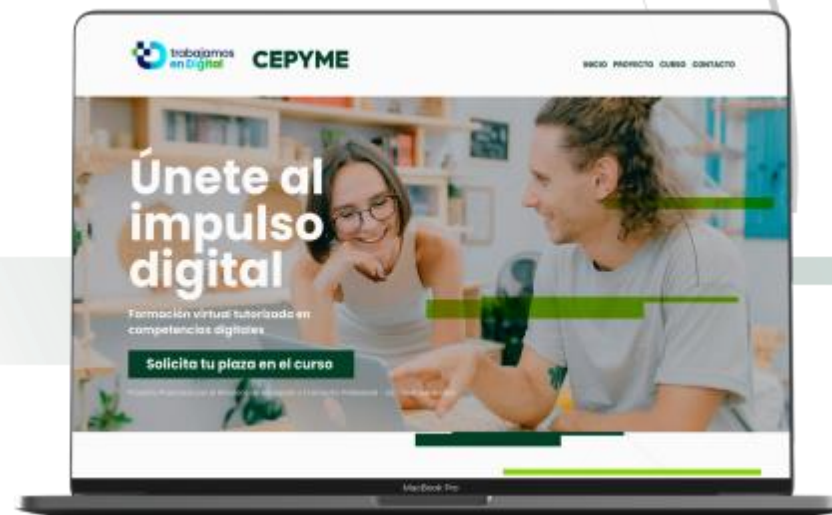 trabajamos
en Digital
CEPYME
INICIO PROYECTO CURSO CONTACTO
Únete al
impulso
digital
Formación virtual tutorizada en
competencias digitales
Solicita tu plaza en el curso
MacBook Pro